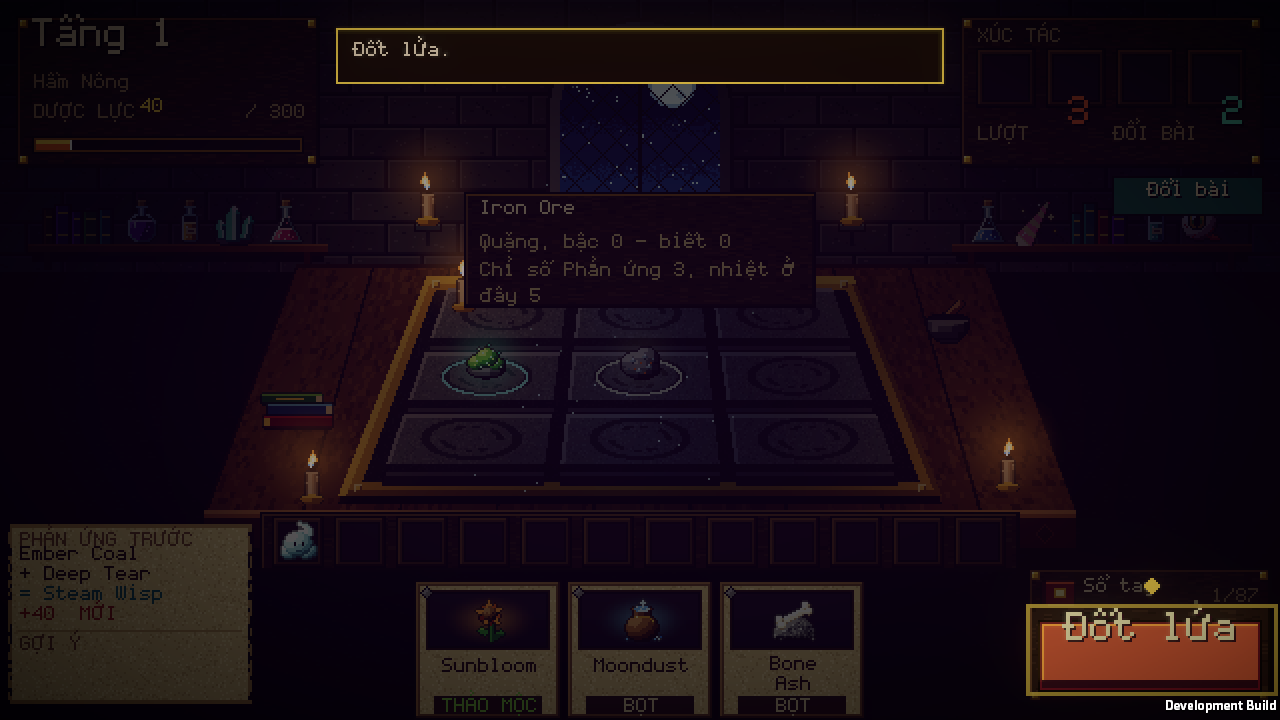 Tầng 1
Hầm Nông
DƯỢC LỰC 40 / 300
Đốt lửa.
XÚC TÁC
LƯỢT 3 ĐỔI BÀI 2
Đổi bài
Iron Ore
Quặng, bậc 0 - biết 0
Chỉ số Phản ứng 3, nhiệt ở
đây 5
PHẢN ỨNG TRƯỚC
Ember Coal
+ Deep Tear
= Steam Wisp
+40 MỚI
GỢI Ý
Sunbloom
THẢO MỘC
Moondust
BỘT
Bone
Ash
BỘT
Sổ ta
1/87
Đốt lửa
Development Build